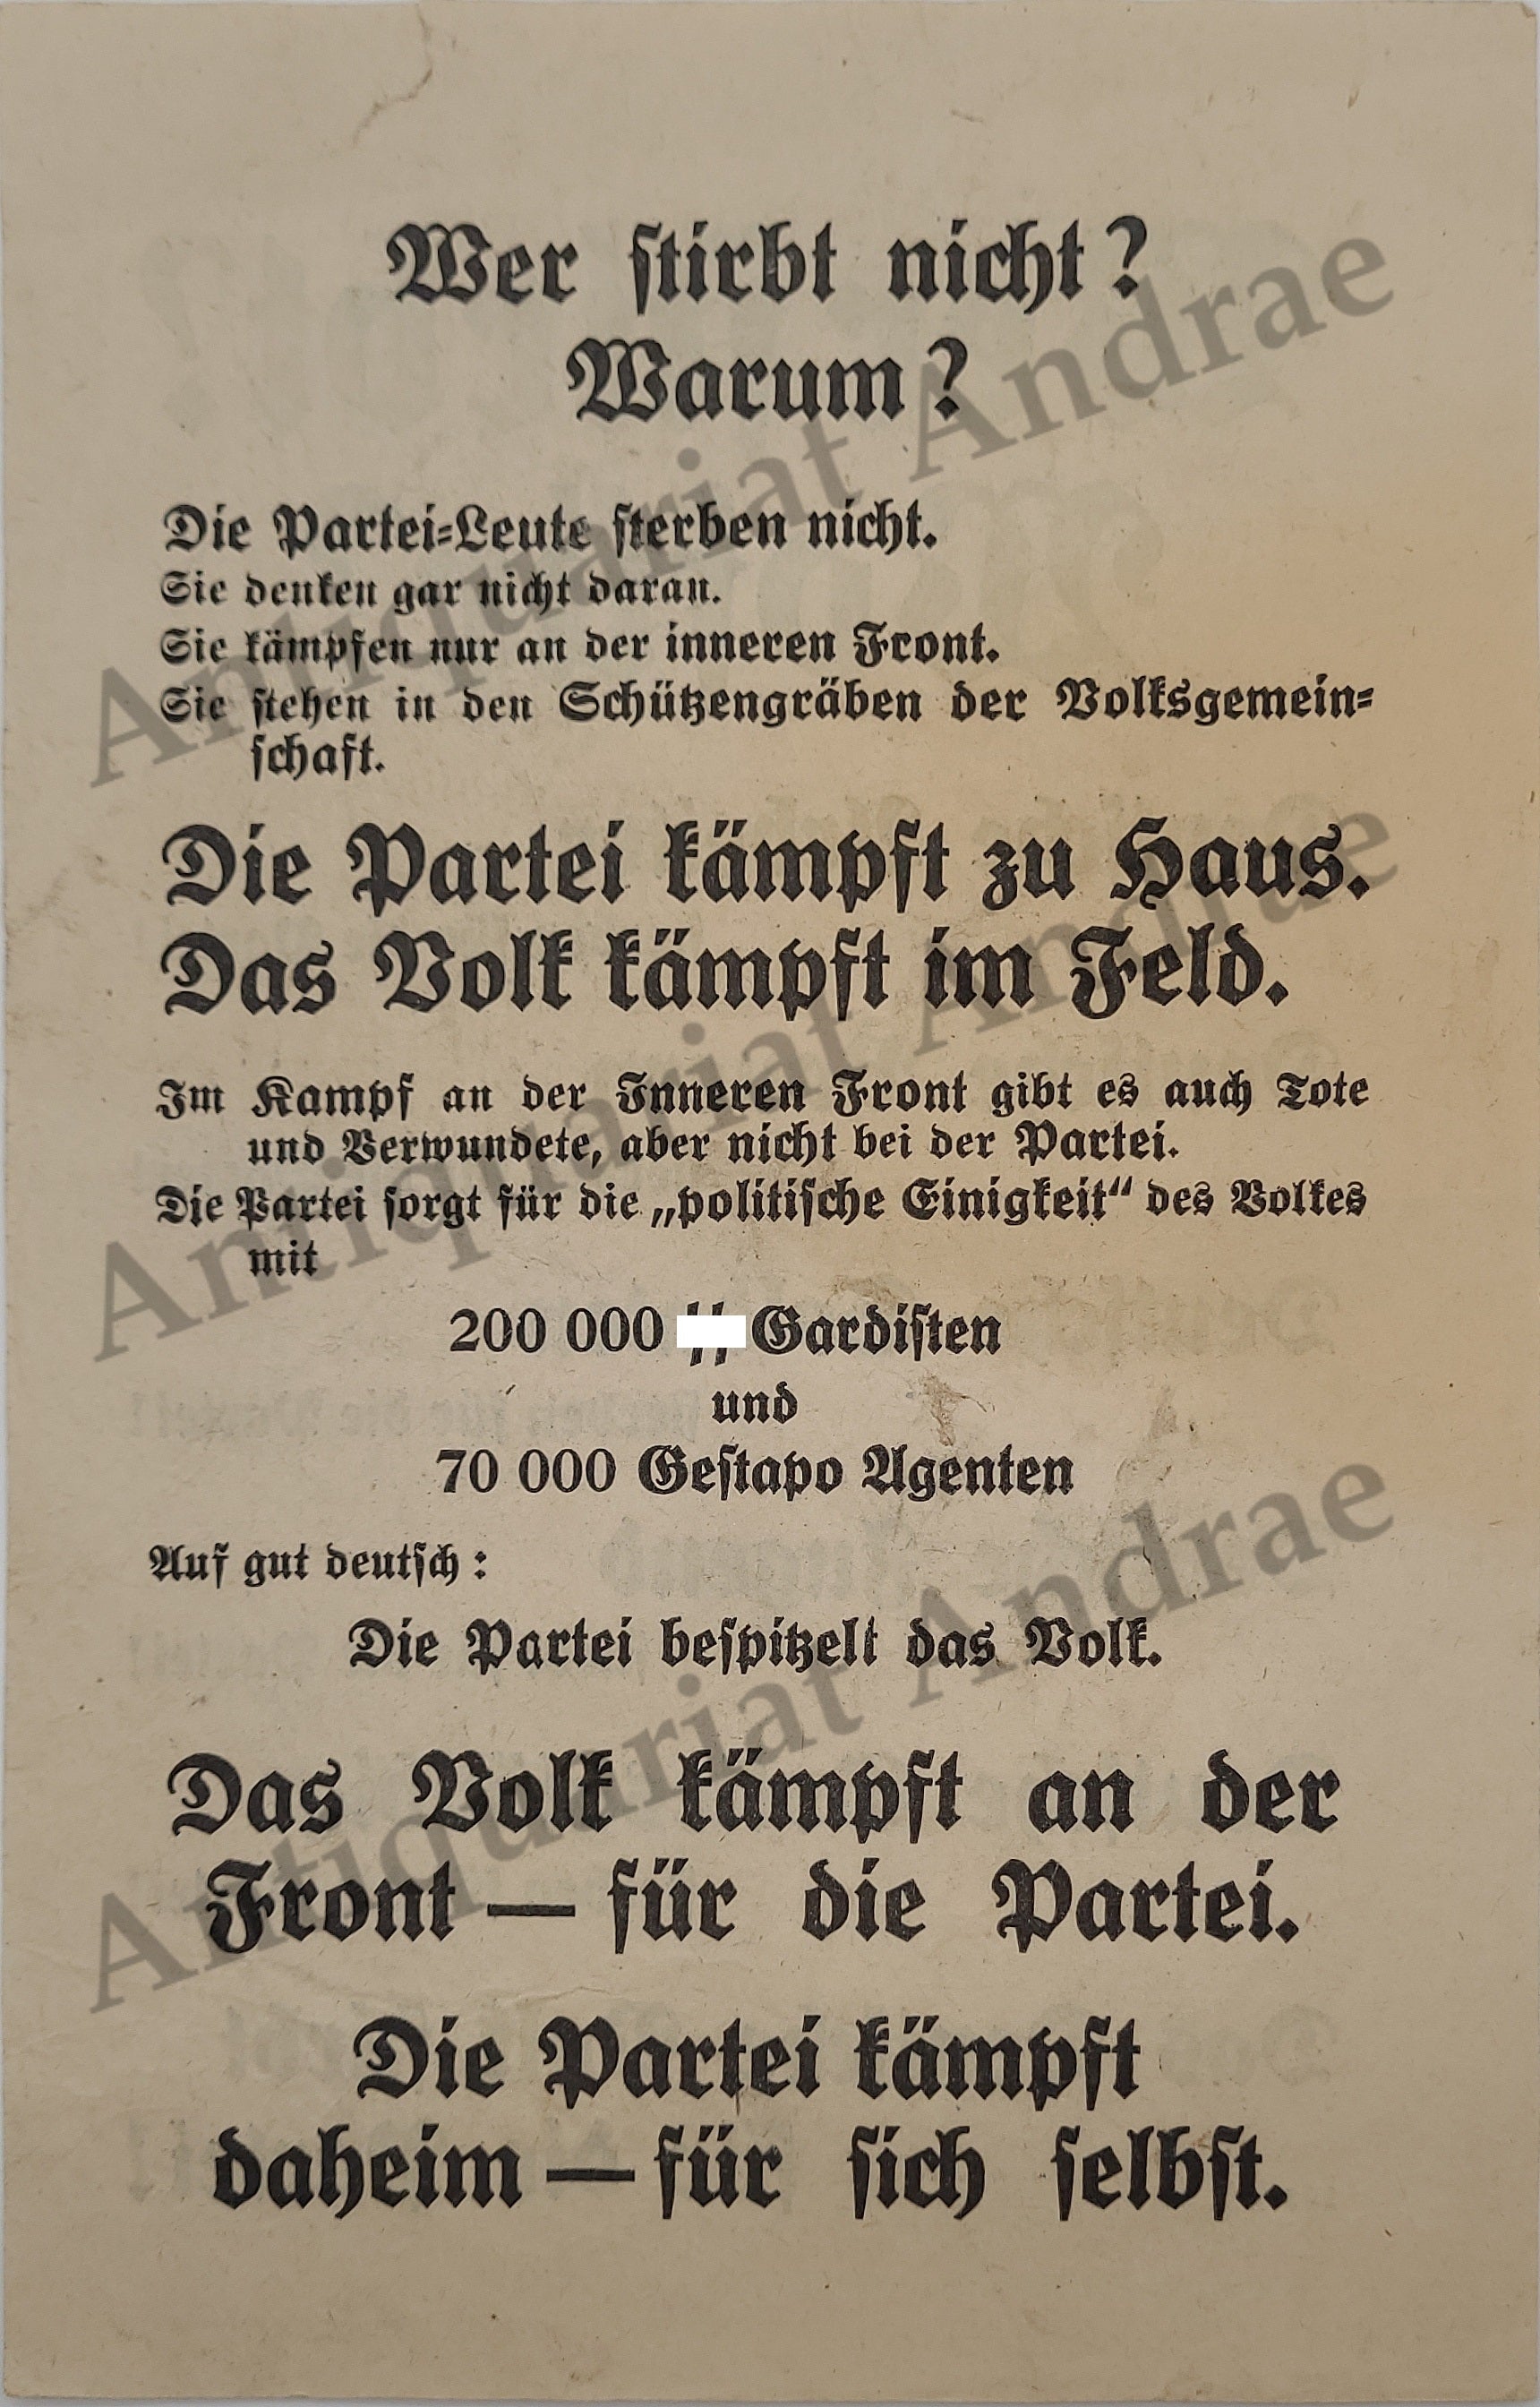 Wer stirbt nicht?
Warum?
Die Partei-Leute sterben nicht.
Sie denken gar nicht daran.
Sie kämpfen nur an der inneren Front.
Sie stehen in den Schützengräben der Volksgemein-
schaft.
Die Partei kämpft zu Haus.
Das Volk kämpft im Feld.
Im Kampf an der Inneren Front gibt es auch Tote
und Verwundete, aber nicht bei der Partei.
Die Partei sorgt für die „politische Einigkeit“ des Volkes
mit
200 000 Gardisten
und
70 000 Gestapo Agenten
Auf gut deutsch:
Die Partei bespitzelt das Volk.
Das Volk kämpft an der
Front — für die Partei.
Die Partei kämpft
daheim — für sich selbst.
Antiquariat Andrae
Antiquariat Andrae
Antiquariat Andrae